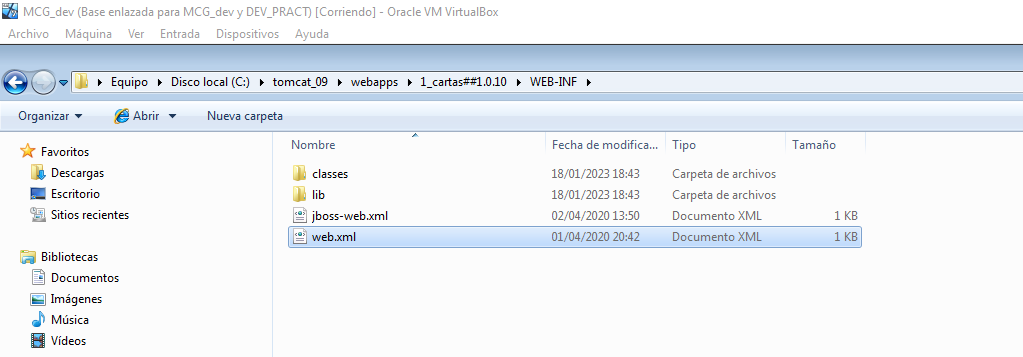 MCG_dev (Base enlazada para MCG_dev y DEV_PRACT) [Corriendo] - Oracle VM VirtualBox
Archivo Máquina Ver Entrada Dispositivos Ayuda
Equipo Disco local (C:) tomcat_09 webapps 1_cartas##1.0.10 WEB-INF
Organizar Abrir Nueva carpeta
Favoritos
Descargas
Escritorio
Sitios recientes
Bibliotecas
Documentos
Imágenes
Música
Vídeos
Nombre Fecha de modifica... Tipo Tamaño
classes 18/01/2023 18:43 Carpeta de archivos
lib 18/01/2023 18:43 Carpeta de archivos
jboss-web.xml 02/04/2020 13:50 Documento XML 1 KB
web.xml 01/04/2020 20:42 Documento XML 1 KB